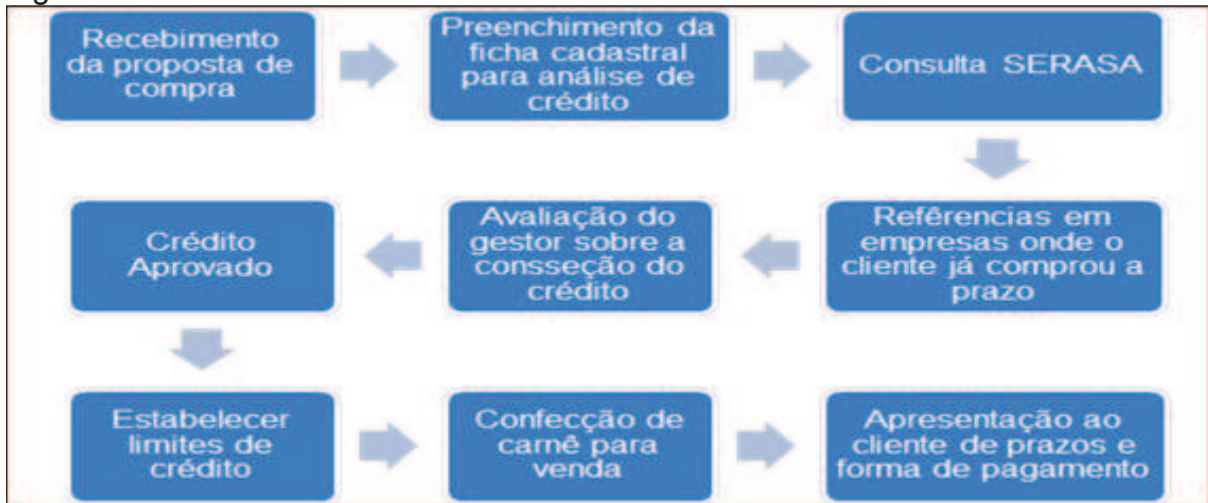 Recebimento
da proposta de
compra
Preenchimento da
ficha cadastral
para análise de
crédito
Consulta SERASA
Refêrencias em
empresas onde o
cliente já comprou a
prazo
Avaliação do
gestor sobre a
consseção do
crédito
Crédito
Aprovado
Estabelecer
limites de
crédito
Confecção de
carnê para
venda
Apresentação ao
cliente de prazos e
forma de pagamento